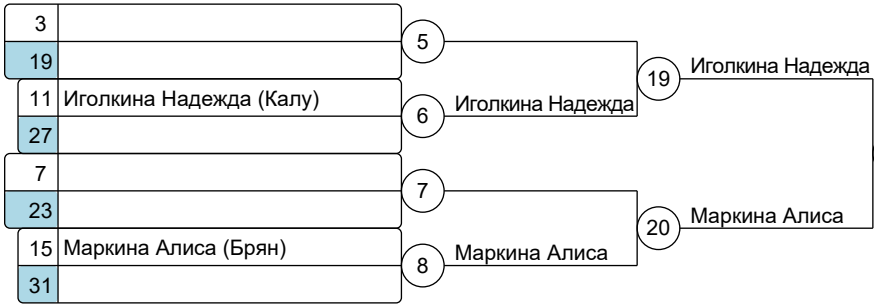 3
5
19
19 Иголкина Надежда
11 Иголкина Надежда (Калу)
6 Иголкина Надежда
27
7
7
23
20 Маркина Алиса
15 Маркина Алиса (Брян)
8 Маркина Алиса
31